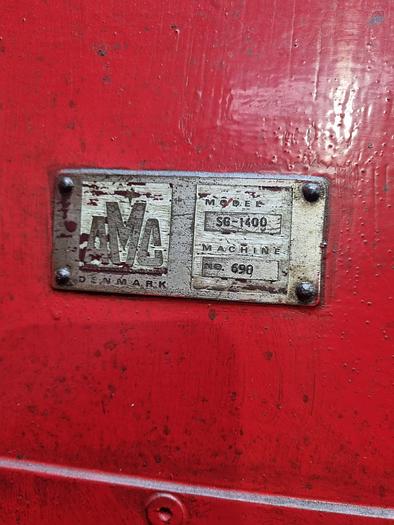 AMC
DENMARK
MODEL
SG-1400
MACHINE
NO. 690